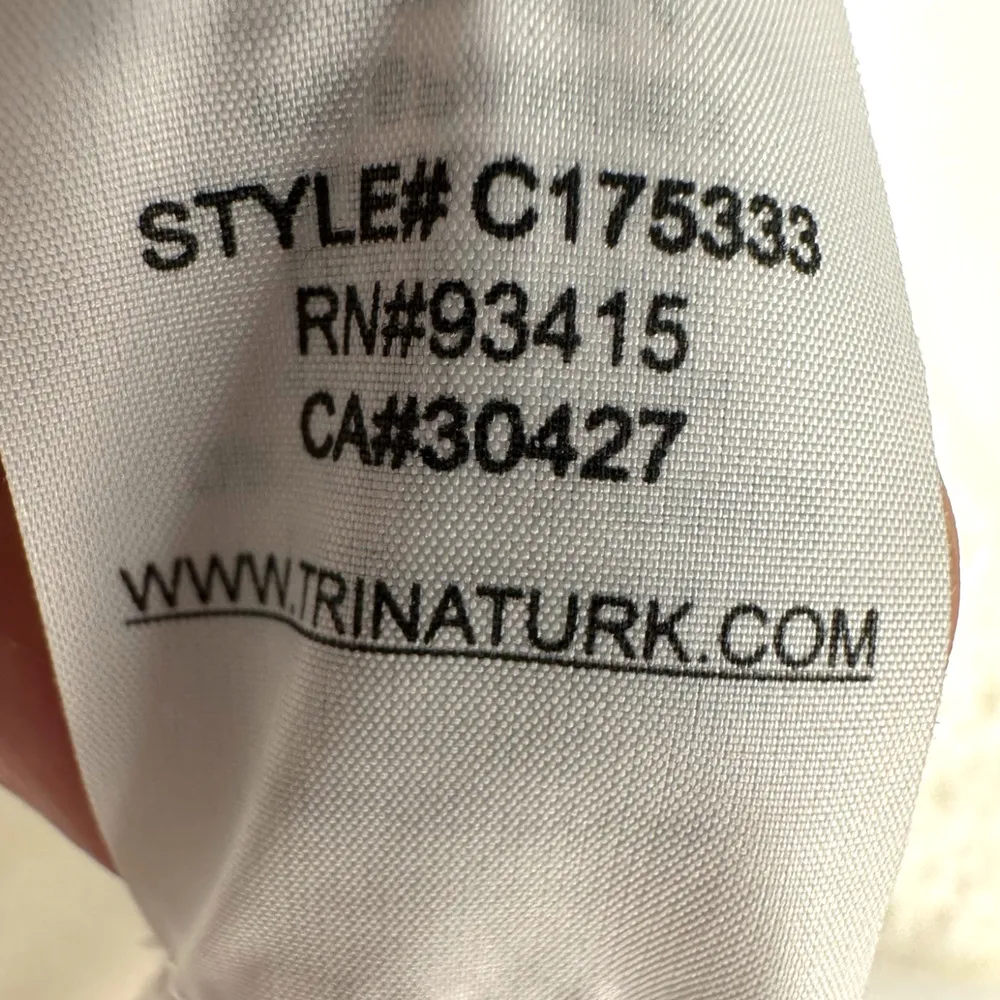 STYLE# C175333
RN#93415
CA#30427
WWW.TRINATURK.COM